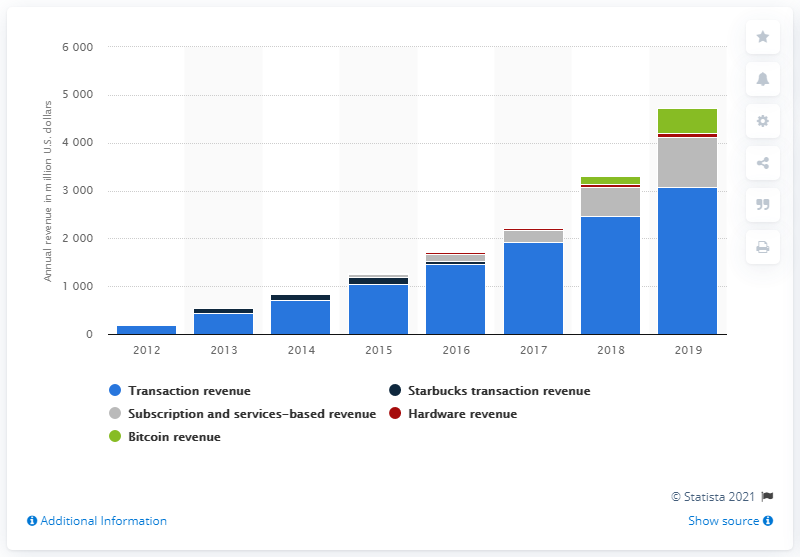 6 000
5 000
4 000
3 000
2 000
1 000
0
Annual revenue in million U.S. dollars
2012 2013 2014 2015 2016 2017 2018 2019
Transaction revenue
Starbucks transaction revenue
Subscription and services-based revenue
Hardware revenue
Bitcoin revenue
© Statista 2021
Additional Information
Show source